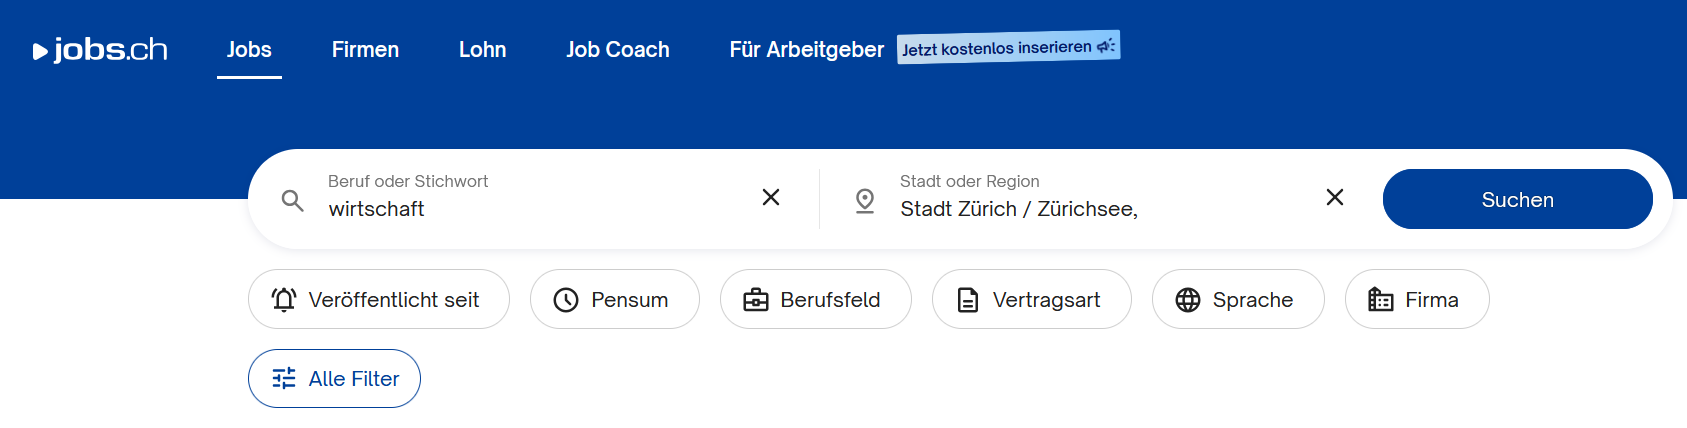 jobs.ch
Jobs
Firmen
Lohn
Job Coach
Für Arbeitgeber
Jetzt kostenlos inserieren
Beruf oder Stichwort
wirtschaft
Stadt oder Region
Stadt Zürich / Zürichsee,
Suchen
Veröffentlicht seit
Pensum
Berufsfeld
Vertragsart
Sprache
Firma
Alle Filter